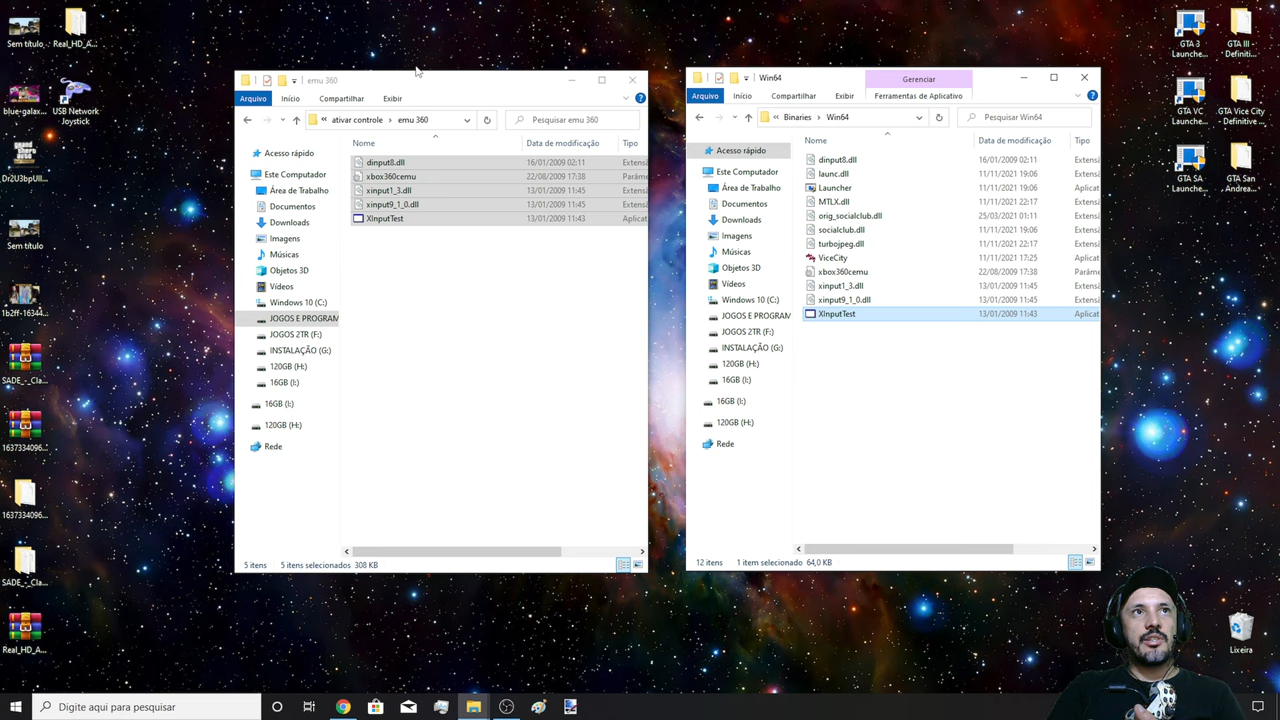 Sem título
Real_HD_A...
blue-galax...
USB Network
Joystick
Sem título
SADE_-_Cla...
SADE_-_Cla...
1637334096...
SADE_-_Cla...
Real_HD_A...
emu 360
Arquivo
Início
Compartilhar
Exibir
ativar controle
emu 360
Pesquisar emu 360
Nome
Data de modificação
Tipo
Acesso rápido
Este Computador
Área de Trabalho
Documentos
Downloads
Imagens
Músicas
Objetos 3D
Vídeos
Windows 10 (C:)
JOGOS E PROGRAM
JOGOS 2TR (F:)
INSTALAÇÃO (G:)
120GB (H:)
16GB (I:)
16GB (I:)
120GB (H:)
Rede
dinput8.dll 16/01/2009 02:11 Extensã
xbox360cemu 22/08/2009 17:38 Parâme
xinput1_3.dll 13/01/2009 11:45 Extensã
xinput9_1_0.dll 13/01/2009 11:45 Extensã
XInputTest 13/01/2009 11:43 Aplicat
5 itens 5 itens selecionados 308 KB
Win64
Gerenciar
Arquivo
Início
Compartilhar
Exibir
Ferramentas de Aplicativo
Binaries
Win64
Pesquisar Win64
Nome
Data de modificação
Tipo
Acesso rápido
Este Computador
Área de Trabalho
Documentos
Downloads
Imagens
Músicas
Objetos 3D
Vídeos
Windows 10 (C:)
JOGOS E PROGRAM
JOGOS 2TR (F:)
INSTALAÇÃO (G:)
120GB (H:)
16GB (I:)
16GB (I:)
120GB (H:)
Rede
dinput8.dll 16/01/2009 02:11 Extensã
launc.dll 11/11/2021 19:06 Extensã
Launcher 11/11/2021 19:06 Aplicat
MTLX.dll 11/11/2021 22:17 Extensã
orig_socialclub.dll 25/03/2021 01:11 Extensã
socialclub.dll 11/11/2021 19:06 Extensã
turbojpeg.dll 11/11/2021 22:17 Extensã
ViceCity 11/11/2021 17:25 Aplicat
xbox360cemu 22/08/2009 17:38 Parâme
xinput1_3.dll 13/01/2009 11:45 Extensã
xinput9_1_0.dll 13/01/2009 11:45 Extensã
XInputTest 13/01/2009 11:43 Aplicat
12 itens 1 item selecionado 64,0 KB
GTA 3
Launche...
GTA III -
Definitiv...
GTA VC
Launche...
GTA Vice City -
Definitiv...
GTA SA
Launche...
GTA San
Andrea...
Lixeira
Digite aqui para pesquisar